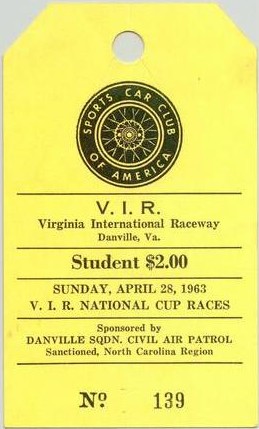 SPORTS CAR CLUB
OF AMERICA
V. I. R.
Virginia International Raceway
Danville, Va.
Student $2.00
SUNDAY, APRIL 28, 1963
V. I. R. NATIONAL CUP RACES
Sponsored by
DANVILLE SQDN. CIVIL AIR PATROL
Sanctioned, North Carolina Region
Nº 139